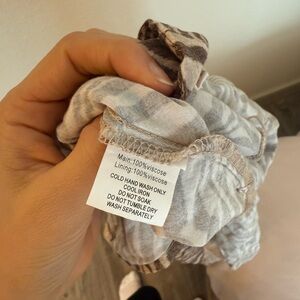 Main:100%viscose
Lining:100%viscose
COLD HAND WASH ONLY
COOL IRON
DO NOT SOAK
DO NOT TUMBLE DRY
WASH SEPARATELY